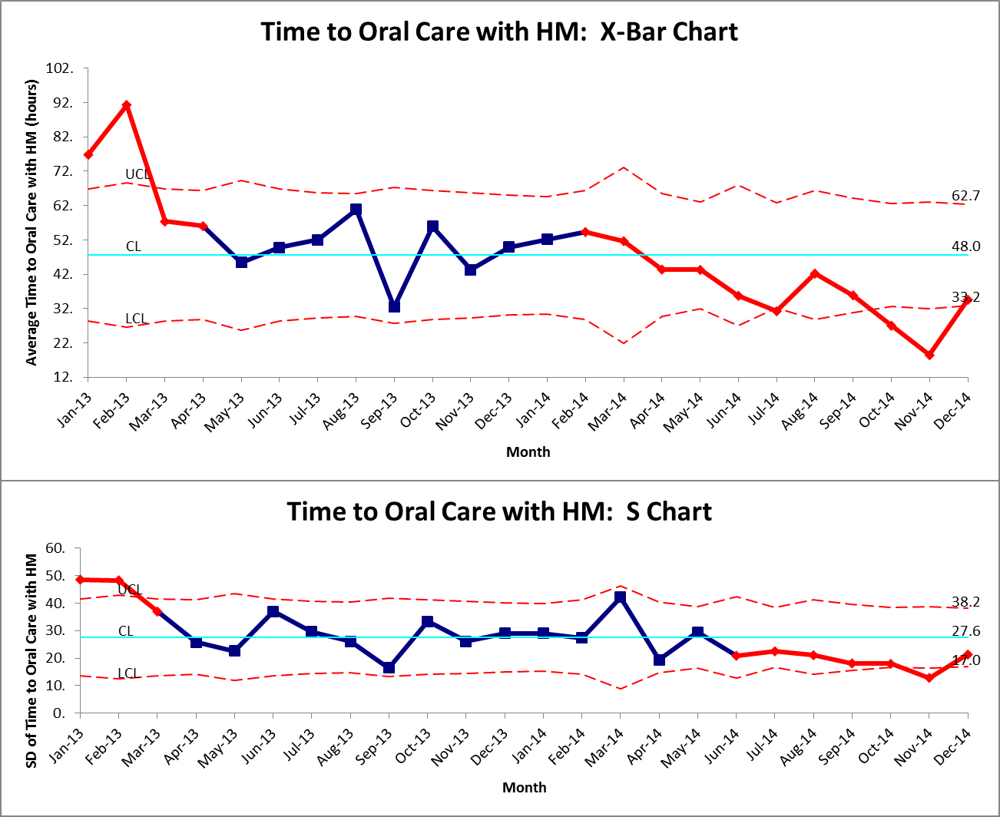 Time to Oral Care with HM:  X-Bar Chart
Average Time to Oral Care with HM (hours)
102.
92.
82.
72.
62.
52.
42.
32.
22.
12.
UCL
CL
LCL
62.7
48.0
33.2
Jan-13 Feb-13 Mar-13 Apr-13 May-13 Jun-13 Jul-13 Aug-13 Sep-13 Oct-13 Nov-13 Dec-13 Jan-14 Feb-14 Mar-14 Apr-14 May-14 Jun-14 Jul-14 Aug-14 Sep-14 Oct-14 Nov-14 Dec-14
Month
Time to Oral Care with HM:  S Chart
SD of Time to Oral Care with HM
60.
50.
40.
30.
20.
10.
0.
UCL
CL
LCL
38.2
27.6
17.0
Jan-13 Feb-13 Mar-13 Apr-13 May-13 Jun-13 Jul-13 Aug-13 Sep-13 Oct-13 Nov-13 Dec-13 Jan-14 Feb-14 Mar-14 Apr-14 May-14 Jun-14 Jul-14 Aug-14 Sep-14 Oct-14 Nov-14 Dec-14
Month